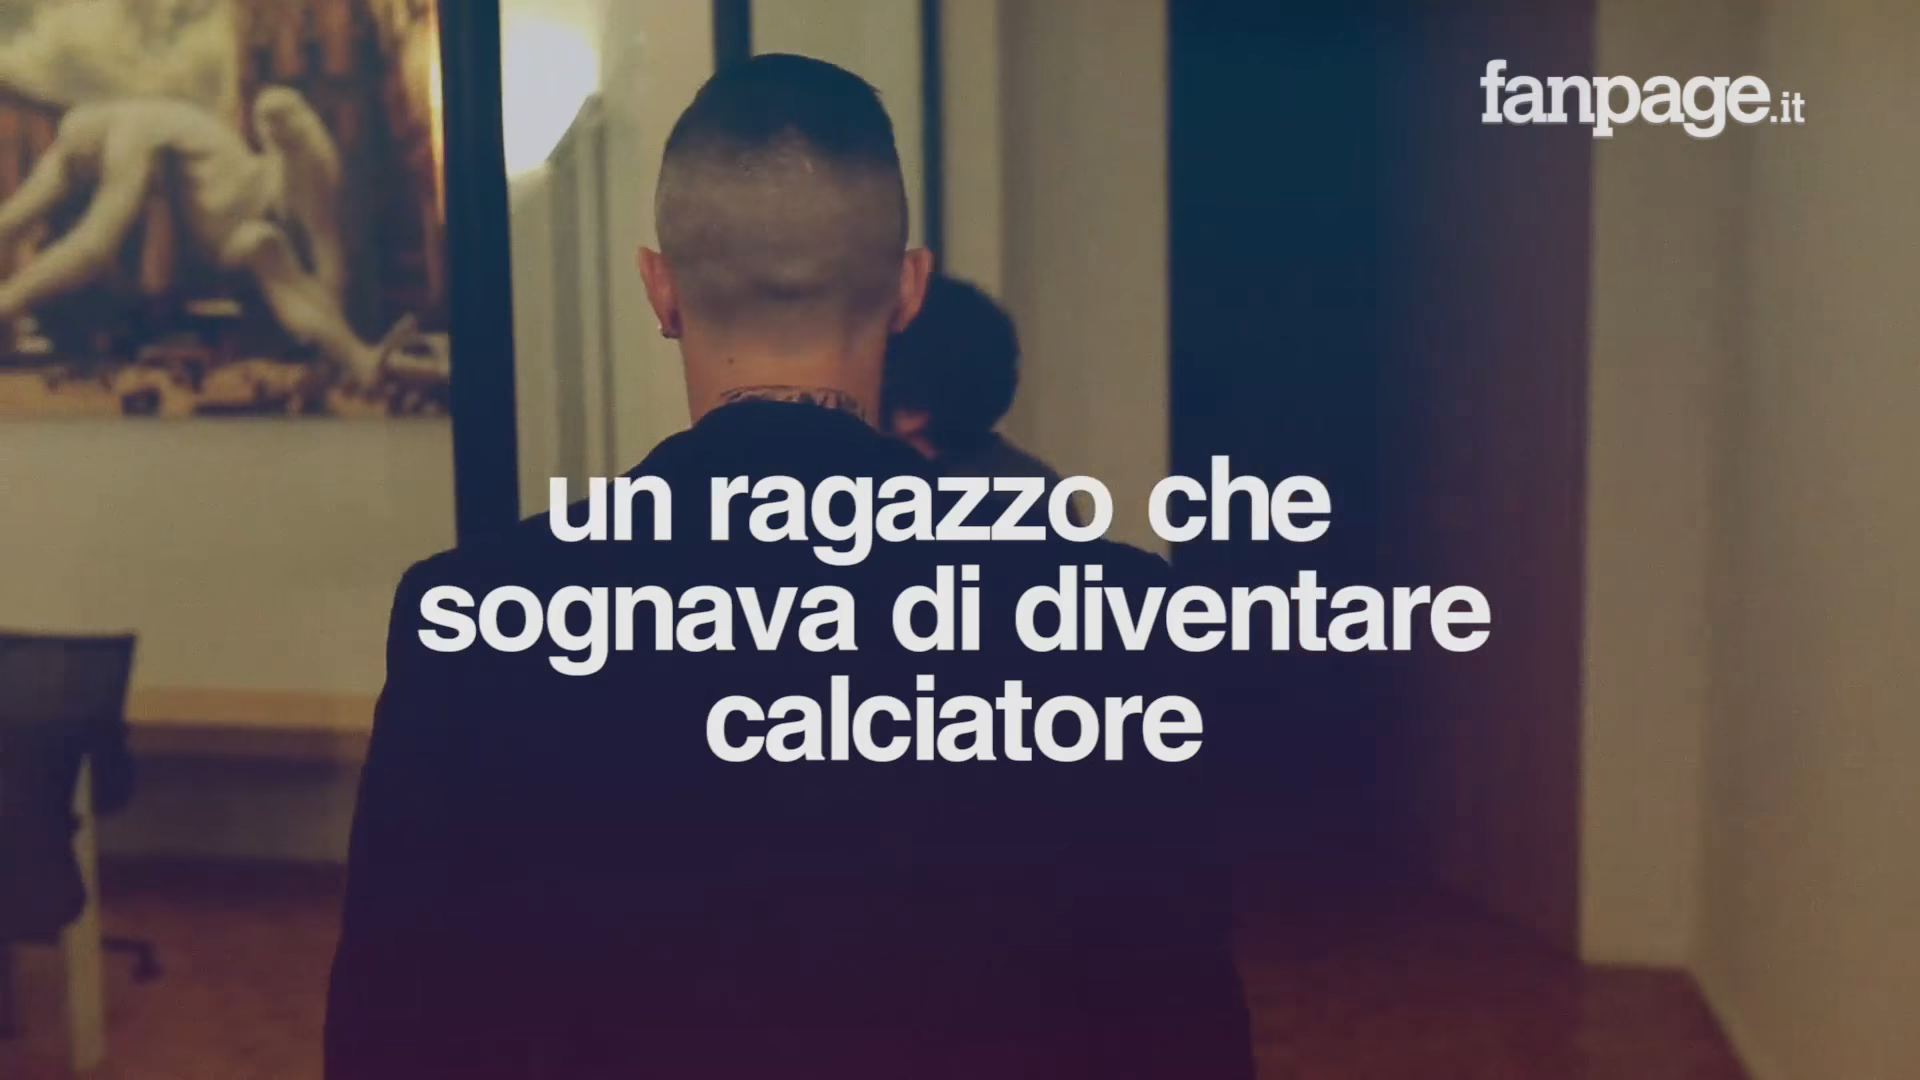 fanpage.it
un ragazzo che
sognava di diventare
calciatore